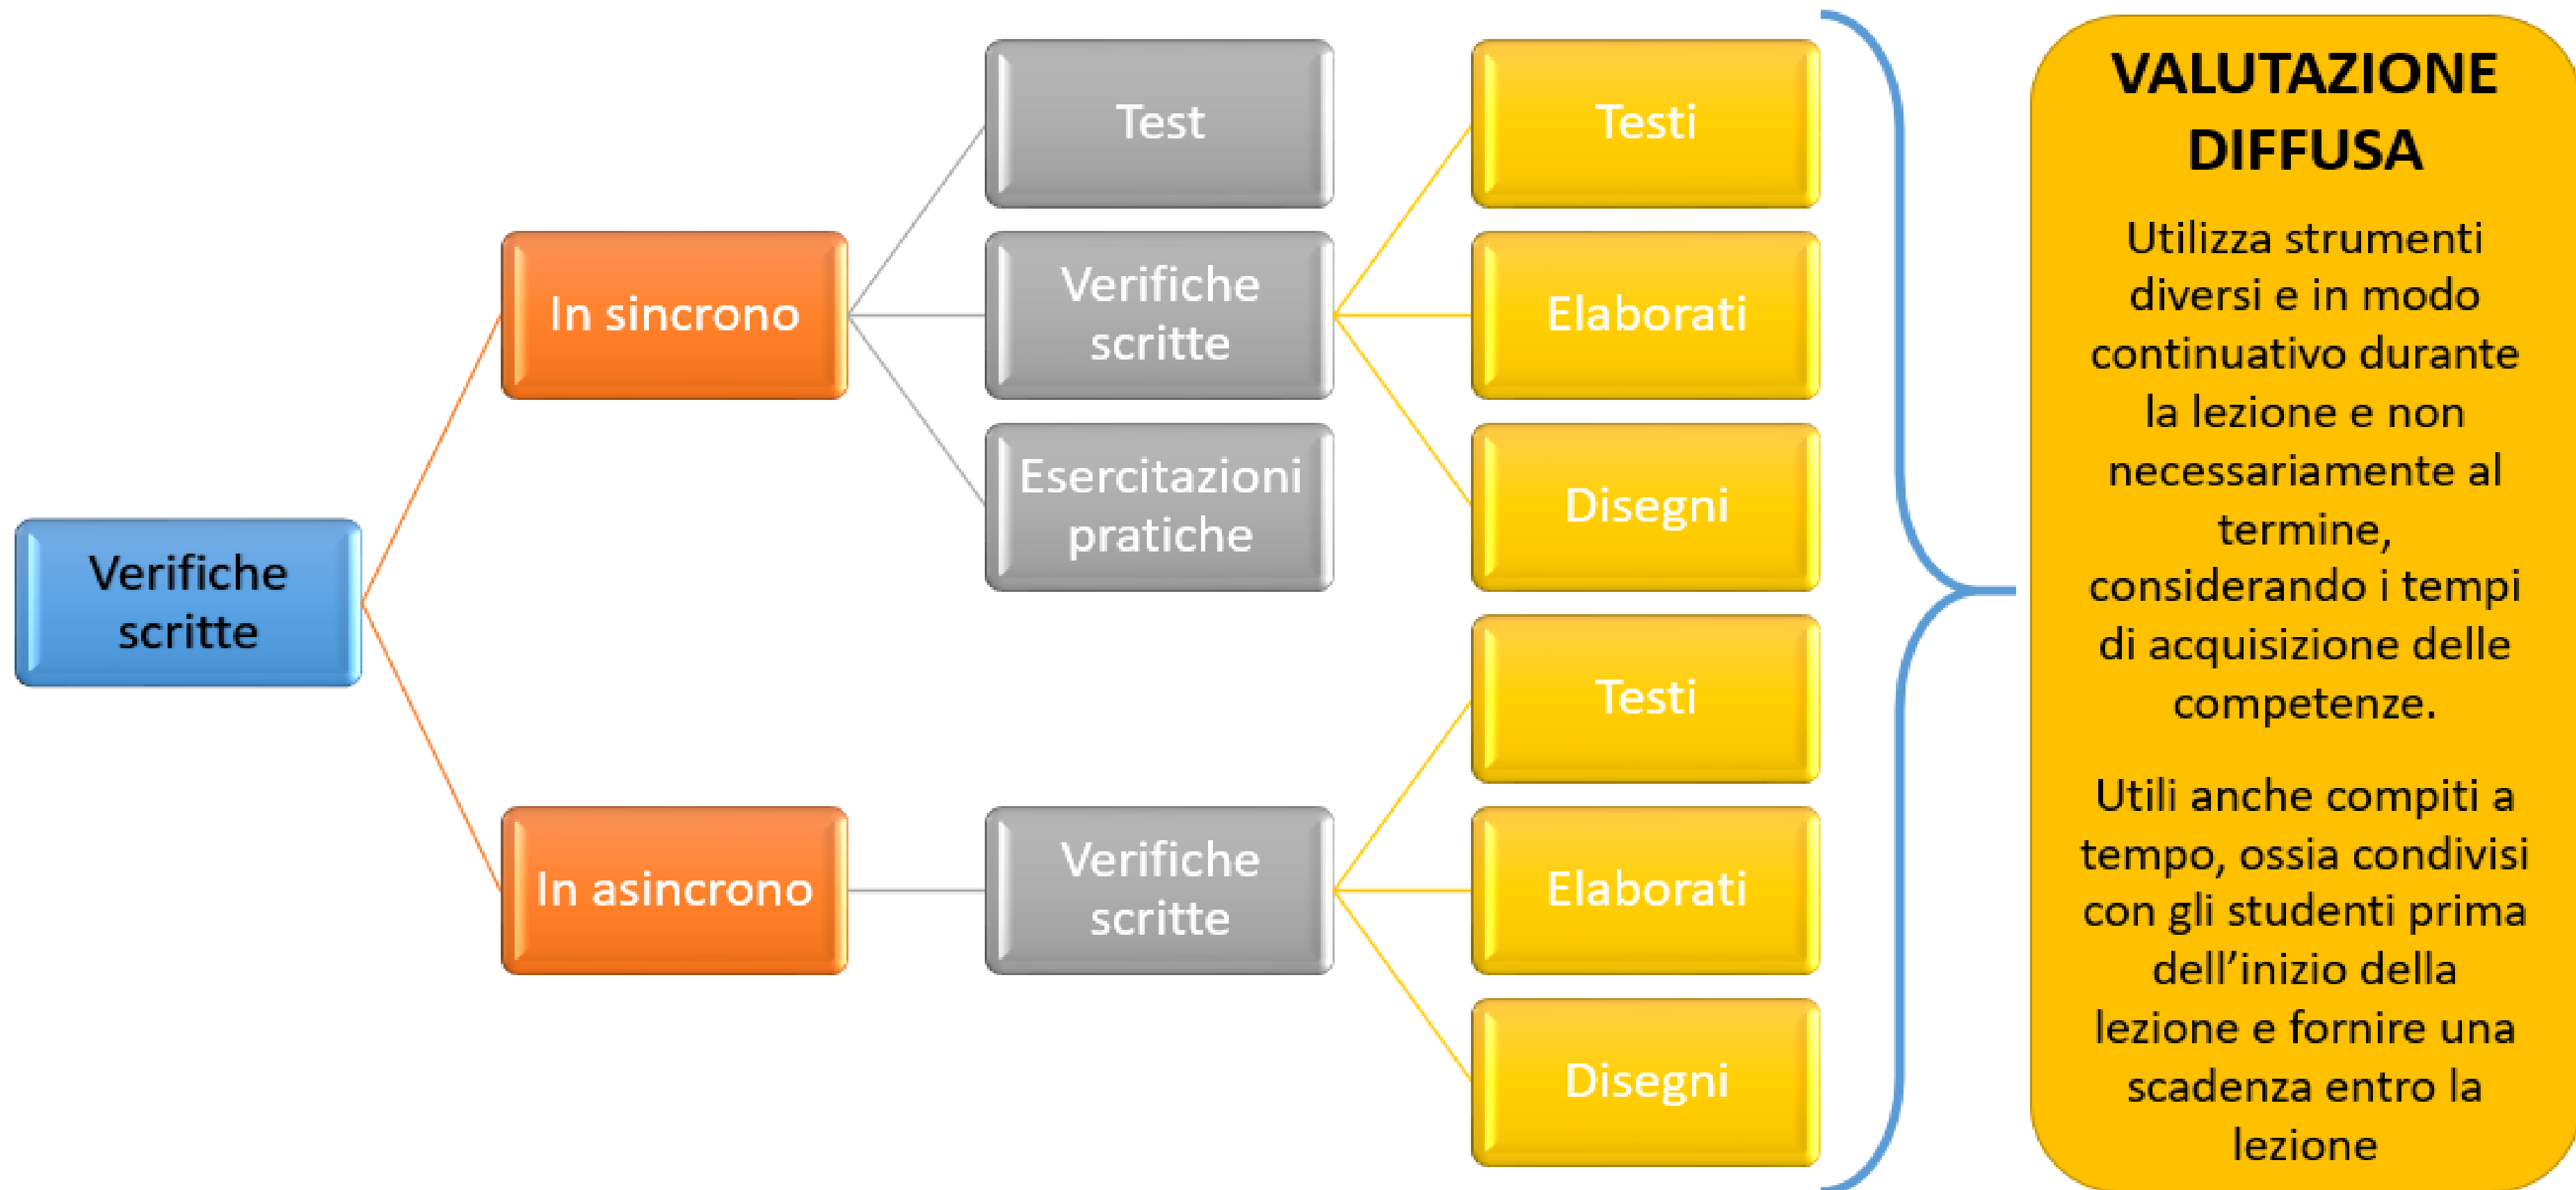 Verifiche
scritte
In sincrono
Test
Verifiche
scritte
Esercitazioni
pratiche
Testi
Elaborati
Disegni
In asincrono
Verifiche
scritte
Testi
Elaborati
Disegni
VALUTAZIONE
DIFFUSA
Utilizza strumenti
diversi e in modo
continuativo durante
la lezione e non
necessariamente al
termine,
considerando i tempi
di acquisizione delle
competenze.
Utili anche compiti a
tempo, ossia condivisi
con gli studenti prima
dell’inizio della
lezione e fornire una
scadenza entro la
lezione